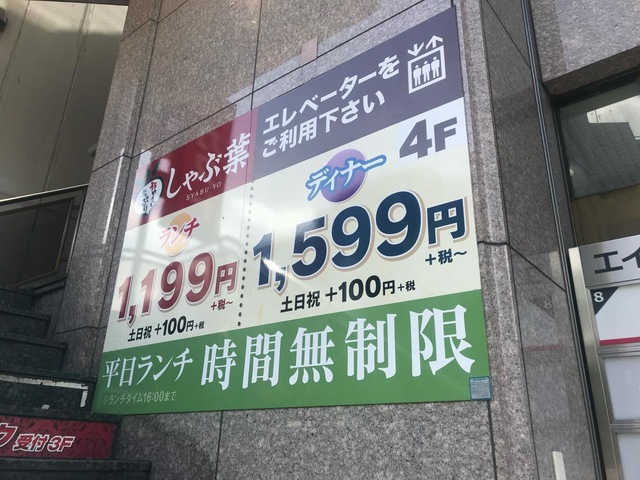 エレベーターを
ご利用下さい
しゃぶ葉
SYABU-YO
4F
ランチ
1,199円
+税〜
土日祝 +100円+税
ディナー
1,599円
+税〜
土日祝 +100円+税
平日ランチ 時間無制限
※ランチタイム16:00まで
ク 受付3F
エイ
8